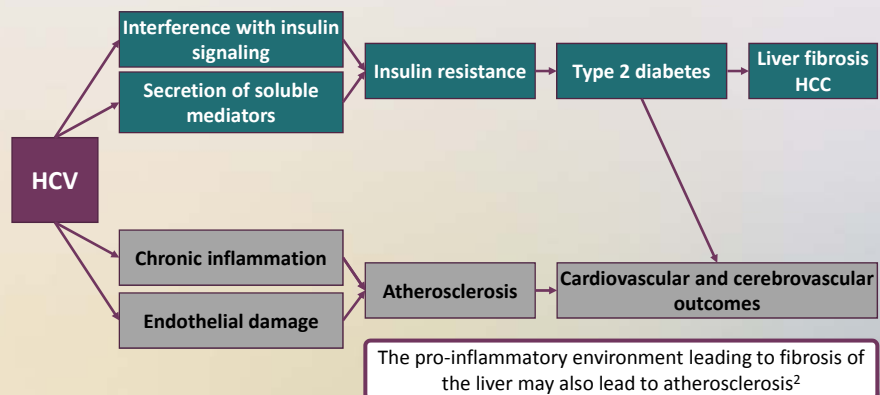 Interference with insulin
signaling
Secretion of soluble
mediators
Insulin resistance
Type 2 diabetes
Liver fibrosis
HCC
HCV
Chronic inflammation
Endothelial damage
Atherosclerosis
Cardiovascular and cerebrovascular
outcomes
The pro-inflammatory environment leading to fibrosis of
the liver may also lead to atherosclerosis²